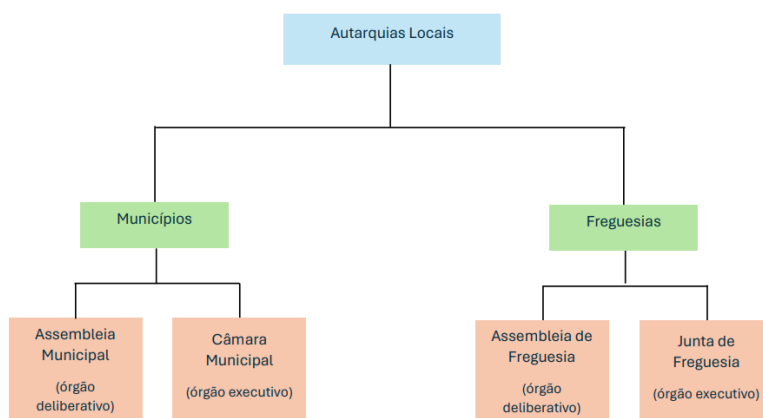 Autarquias Locais
Municípios
Freguesias
Assembleia
Municipal
(órgão
deliberativo)
Câmara
Municipal
(órgão executivo)
Assembleia de
Freguesia
(órgão
deliberativo)
Junta de
Freguesia
(órgão executivo)